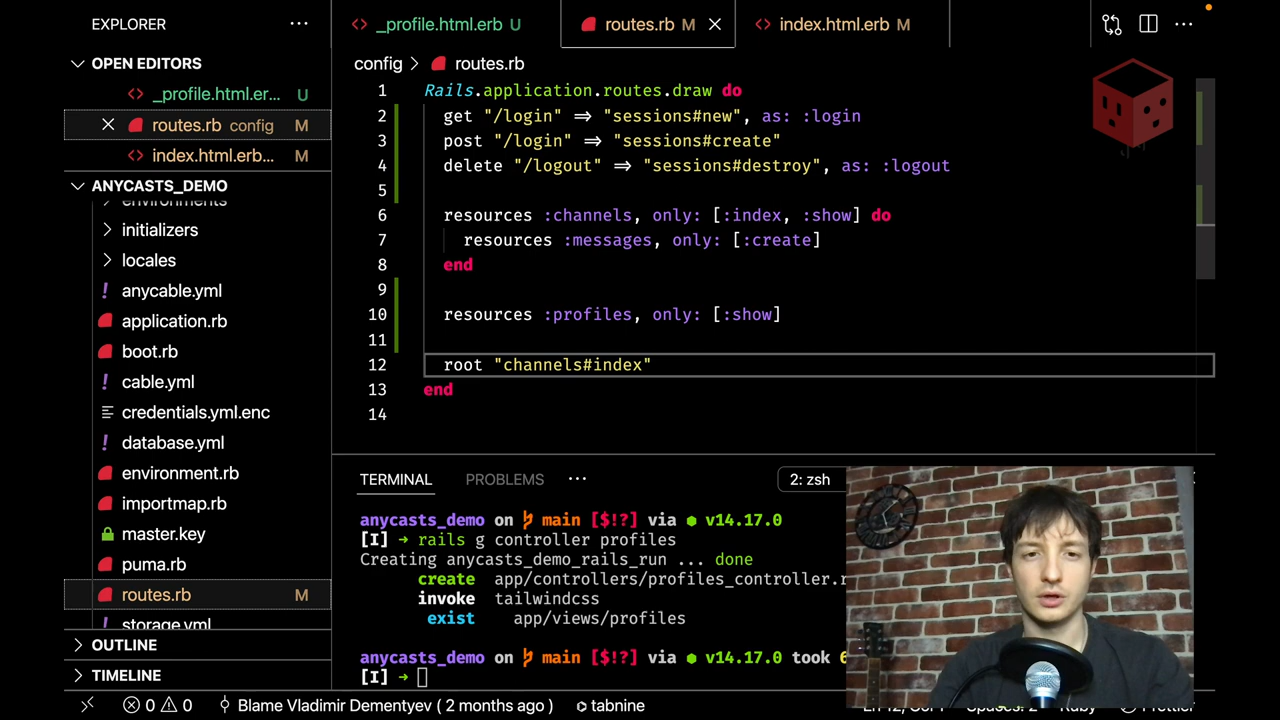 EXPLORER
_profile.html.erb U
routes.rb M
index.html.erb M
OPEN EDITORS
_profile.html.er... U
routes.rb config M
index.html.erb... M
ANYCASTS_DEMO
environments
initializers
locales
anycable.yml
application.rb
boot.rb
cable.yml
credentials.yml.enc
database.yml
environment.rb
importmap.rb
master.key
puma.rb
routes.rb M
storage.yml
OUTLINE
TIMELINE
config > routes.rb
1 Rails.application.routes.draw do
2 get "/login" => "sessions#new", as: :login
3 post "/login" => "sessions#create"
4 delete "/logout" => "sessions#destroy", as: :logout
5
6 resources :channels, only: [:index, :show] do
7 resources :messages, only: [:create]
8 end
9
10 resources :profiles, only: [:show]
11
12 root "channels#index"
13 end
14
TERMINAL PROBLEMS ... 2: zsh
anycasts_demo on main [$!?] via v14.17.0
[I] → rails g controller profiles
Creating anycasts_demo_rails_run ... done
create app/controllers/profiles_controller.r
invoke tailwindcss
exist app/views/profiles
anycasts_demo on main [$!?] via v14.17.0 took 6
[I] →
0 0 Blame Vladimir Dementyev ( 2 months ago ) tabnine